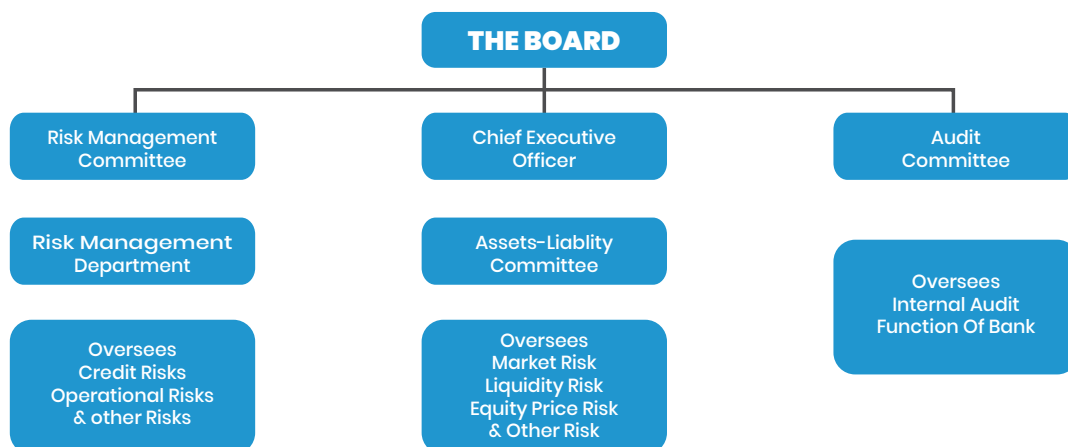 THE BOARD
Risk Management
Committee
Chief Executive
Officer
Audit
Committee
Risk Management
Department
Assets-Liablity
Committee
Oversees
Internal Audit
Function Of Bank
Oversees
Credit Risks
Operational Risks
& other Risks
Oversees
Market Risk
Liquidity Risk
Equity Price Risk
& Other Risk